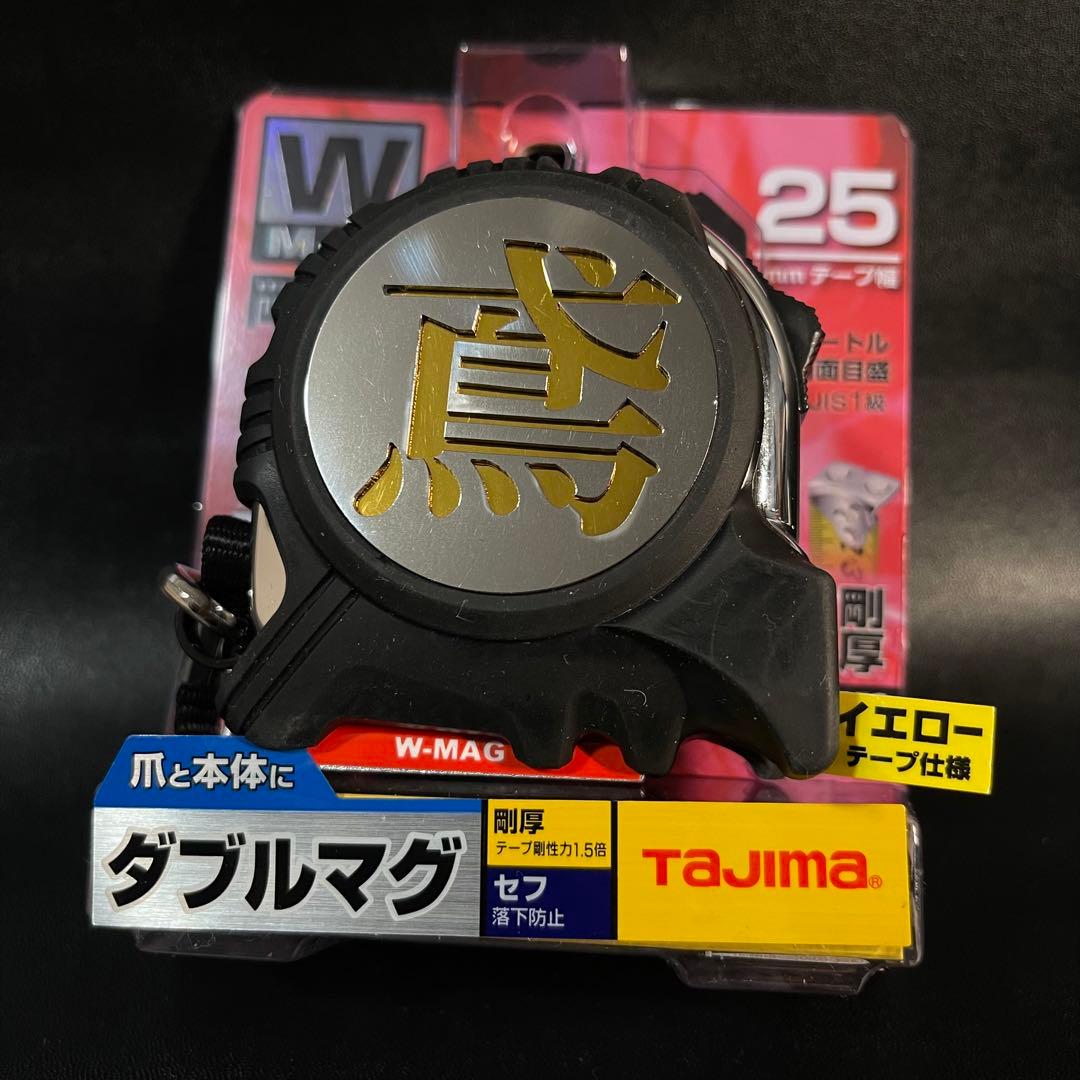 W
25
mm テープ幅
ートル
面目盛
JIS1級
鳶
剛
厚
イエロー
テープ仕様
W-MAG
爪と本体に
ダブルマグ
剛厚
テープ剛性力1.5倍
セフ
落下防止
TaJima®